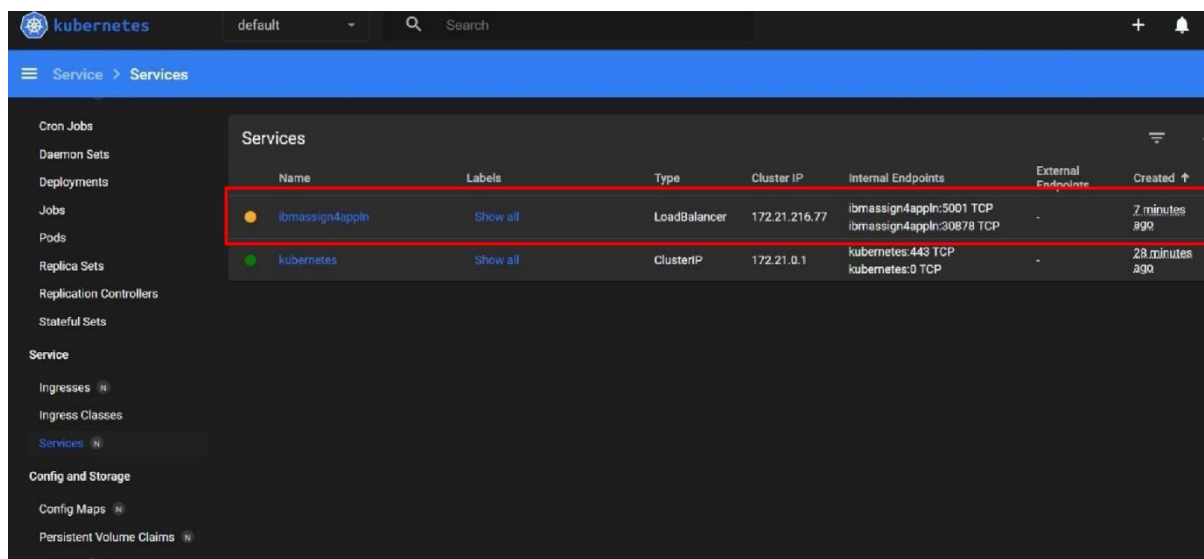 kubernetes
default
Search
Service > Services
Cron Jobs
Daemon Sets
Deployments
Jobs
Pods
Replica Sets
Replication Controllers
Stateful Sets
Service
Ingresses N
Ingress Classes
Services N
Config and Storage
Config Maps N
Persistent Volume Claims N
Services
Name Labels Type Cluster IP Internal Endpoints External Endpoints Created
ibmassign4appln Show all LoadBalancer 172.21.216.77 ibmassign4appln:5001 TCP - 7 minutes
ibmassign4appln:30878 TCP ago
kubernetes Show all ClusterIP 172.21.0.1 kubernetes:443 TCP - 28 minutes
kubernetes:0 TCP ago